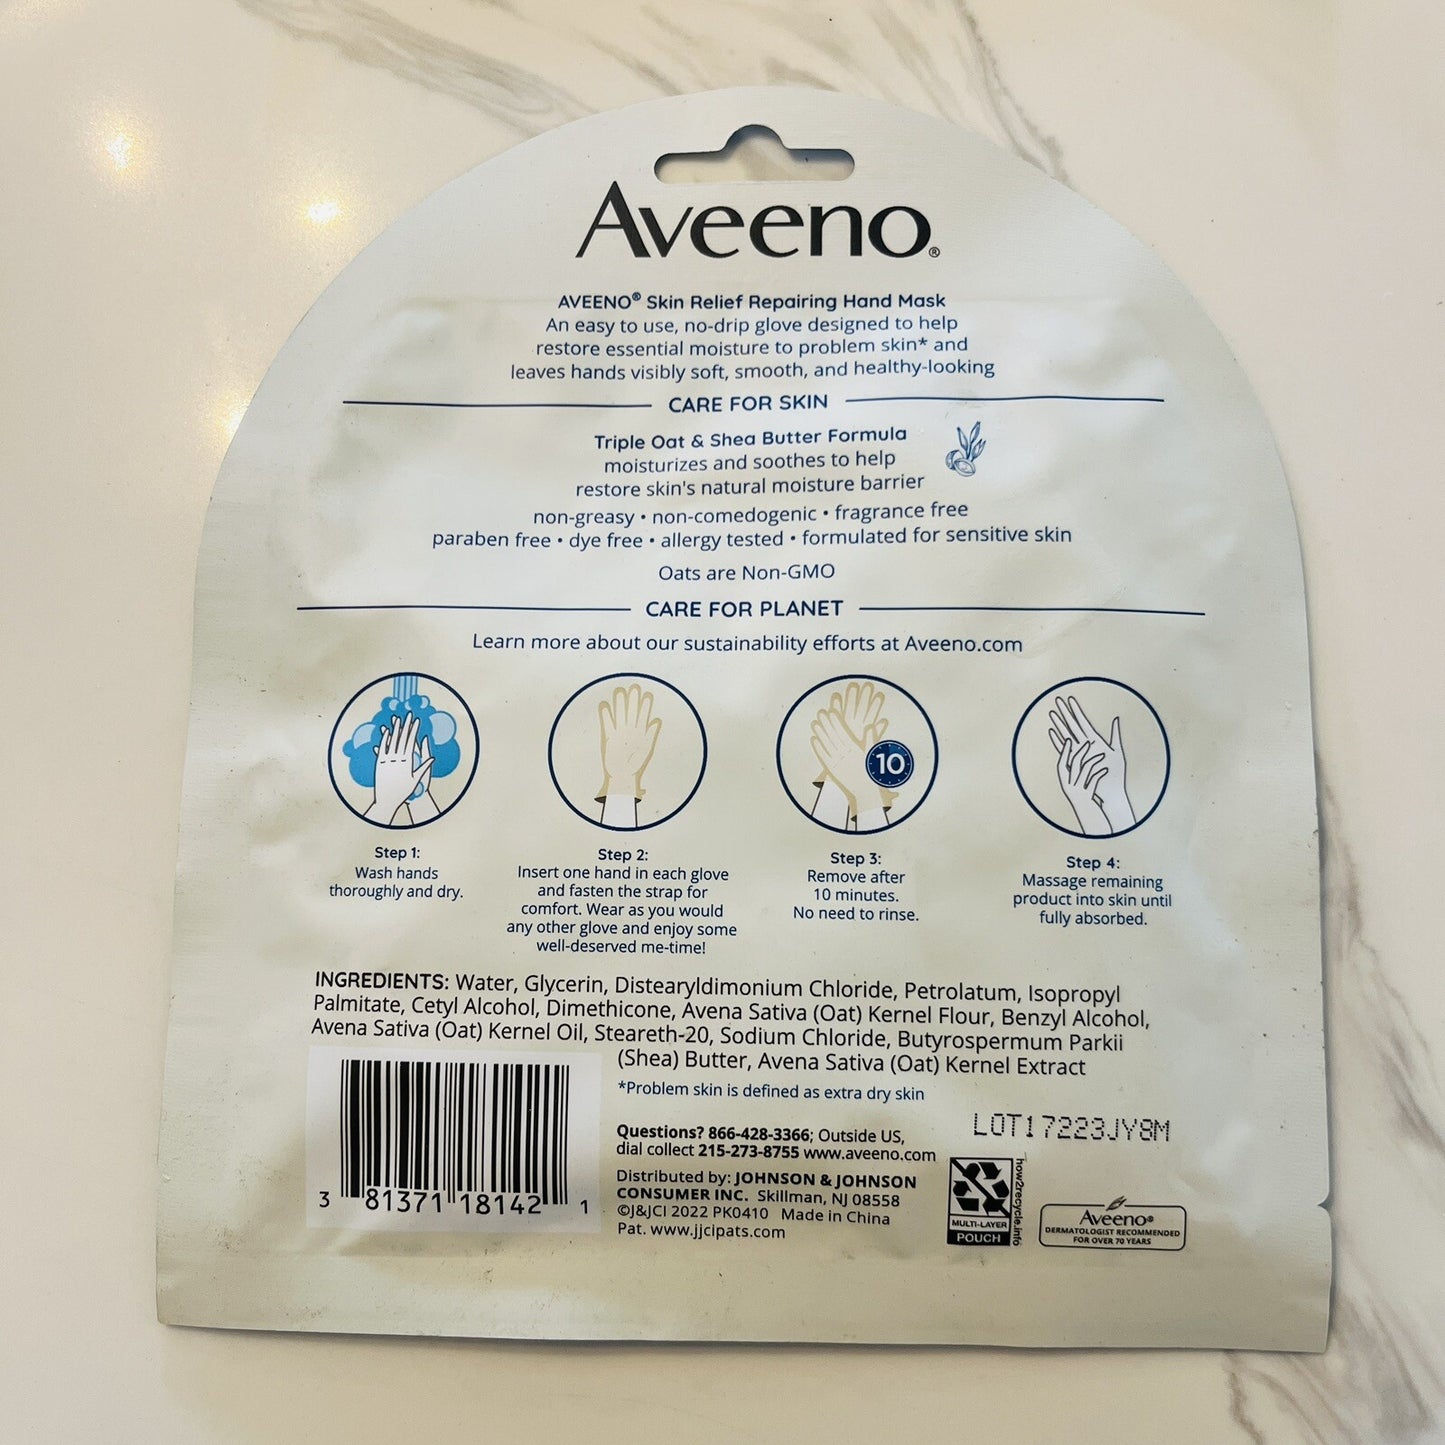 Aveeno®
AVEENO® Skin Relief Repairing Hand Mask
An easy to use, no-drip glove designed to help
restore essential moisture to problem skin* and
leaves hands visibly soft, smooth, and healthy-looking
CARE FOR SKIN
Triple Oat & Shea Butter Formula
moisturizes and soothes to help
restore skin's natural moisture barrier
non-greasy • non-comedogenic • fragrance free
paraben free • dye free • allergy tested • formulated for sensitive skin
Oats are Non-GMO
CARE FOR PLANET
Learn more about our sustainability efforts at Aveeno.com
10
Step 1:
Wash hands
thoroughly and dry.
Step 2:
Insert one hand in each glove
and fasten the strap for
comfort. Wear as you would
any other glove and enjoy some
well-deserved me-time!
Step 3:
Remove after
10 minutes.
No need to rinse.
Step 4:
Massage remaining
product into skin until
fully absorbed.
INGREDIENTS: Water, Glycerin, Distearyldimonium Chloride, Petrolatum, Isopropyl
Palmitate, Cetyl Alcohol, Dimethicone, Avena Sativa (Oat) Kernel Flour, Benzyl Alcohol,
Avena Sativa (Oat) Kernel Oil, Steareth-20, Sodium Chloride, Butyrospermum Parkii
(Shea) Butter, Avena Sativa (Oat) Kernel Extract
*Problem skin is defined as extra dry skin
3 81371 18142 1
Questions? 866-428-3366; Outside US,
dial collect 215-273-8755 www.aveeno.com
Distributed by: JOHNSON & JOHNSON
CONSUMER INC. Skillman, NJ 08558
©J&JCI 2022 PK0410 Made in China
Pat. www.jjcipats.com
LOT17223JY8M
how2recycle.info
MULTI-LAYER
POUCH
Aveeno®
DERMATOLOGIST RECOMMENDED
FOR OVER 70 YEARS